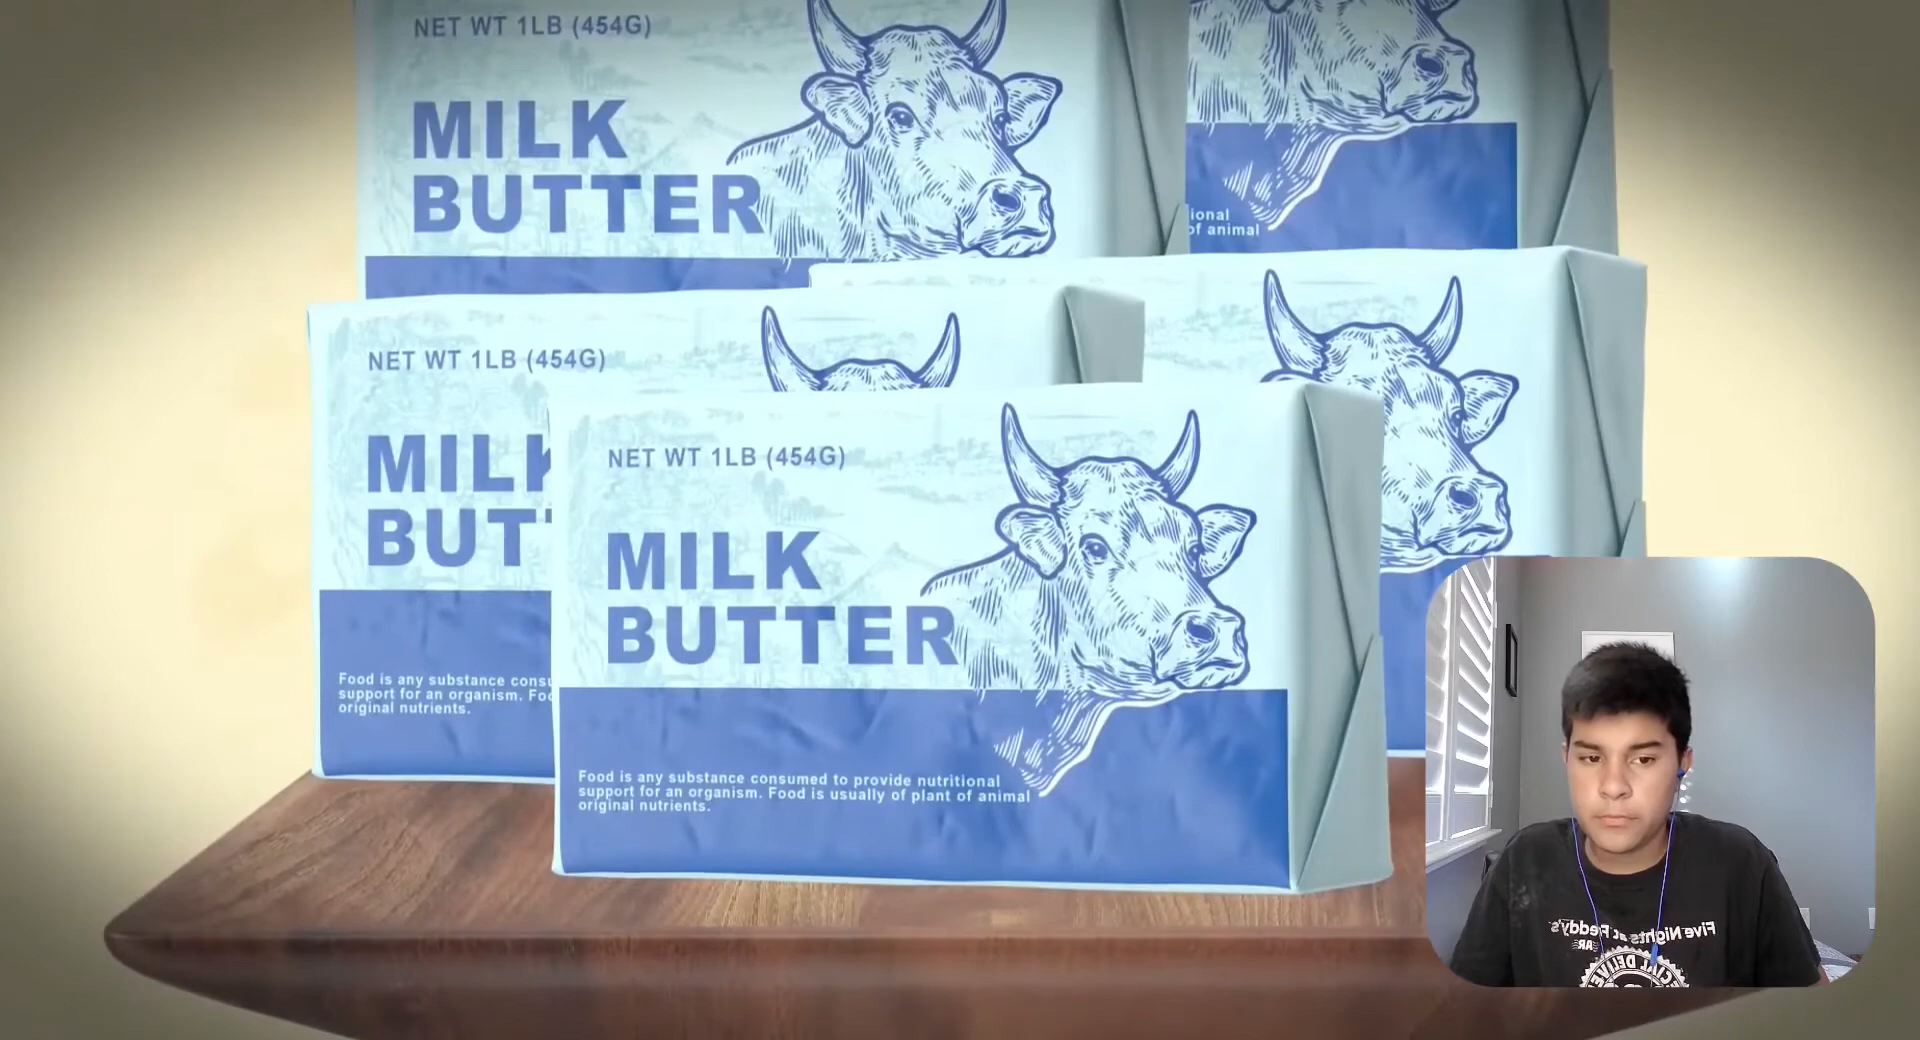 NET WT 1LB (454G)
MILK
BUTTER
ional
of animal
NET WT 1LB (454G)
MILK
BUTT
Food is any substance consu
support for an organism. Foo
original nutrients.
NET WT 1LB (454G)
MILK
BUTTER
Food is any substance consumed to provide nutritional
support for an organism. Food is usually of plant of animal
original nutrients.
Five Nights at Freddy's
AR